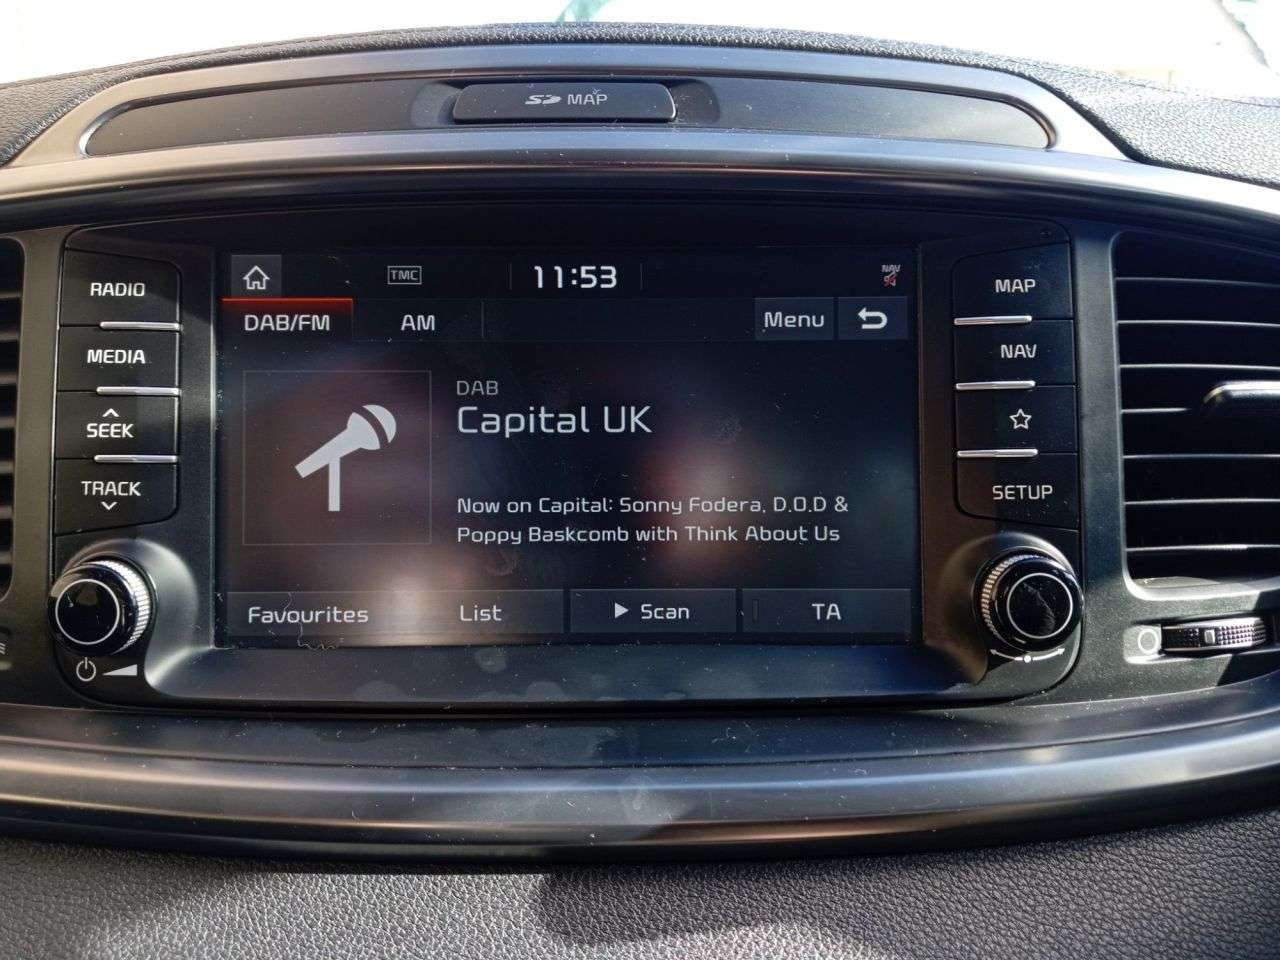 SD MAP
RADIO
MEDIA
SEEK
TRACK
TMC
11:53
NAV
DAB/FM
AM
Menu
DAB
Capital UK
Now on Capital: Sonny Fodera, D.O.D &
Poppy Baskcomb with Think About Us
Favourites
List
Scan
TA
MAP
NAV
SETUP